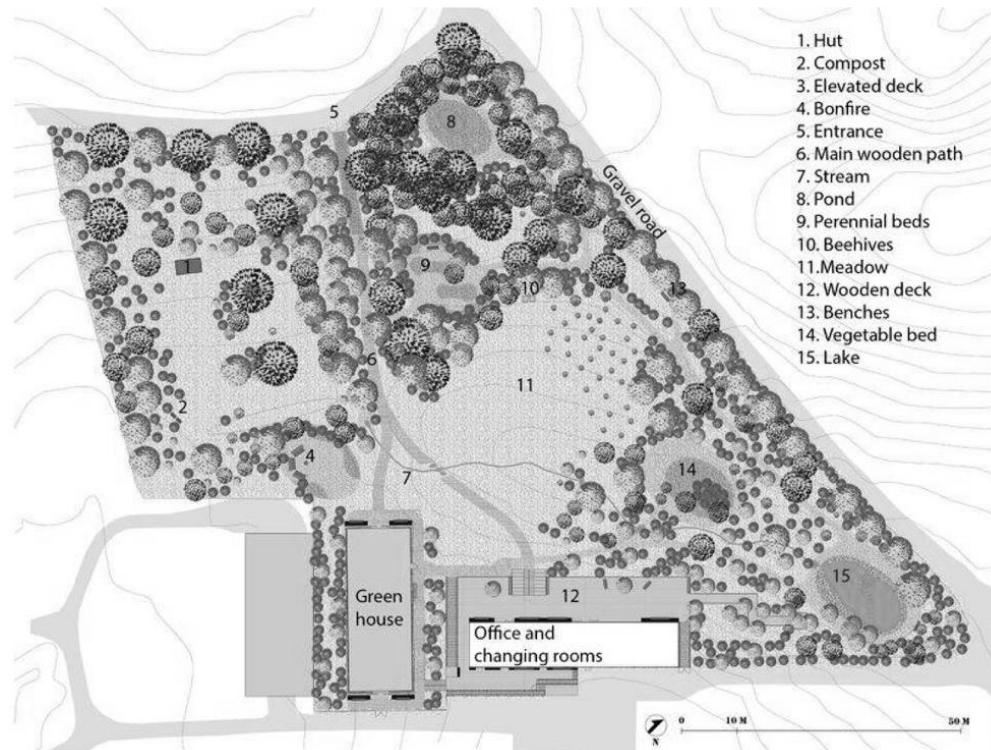 1. Hut
2. Compost
3. Elevated deck
4. Bonfire
5. Entrance
6. Main wooden path
7. Stream
8. Pond
9. Perennial beds
10. Beehives
11.Meadow
12. Wooden deck
13. Benches
14. Vegetable bed
15. Lake
5
8
Gravel road
9
1
10
13
6
11
2
4
7
14
15
12
Green
house
Office and
changing rooms
N
0 10 M 50 M